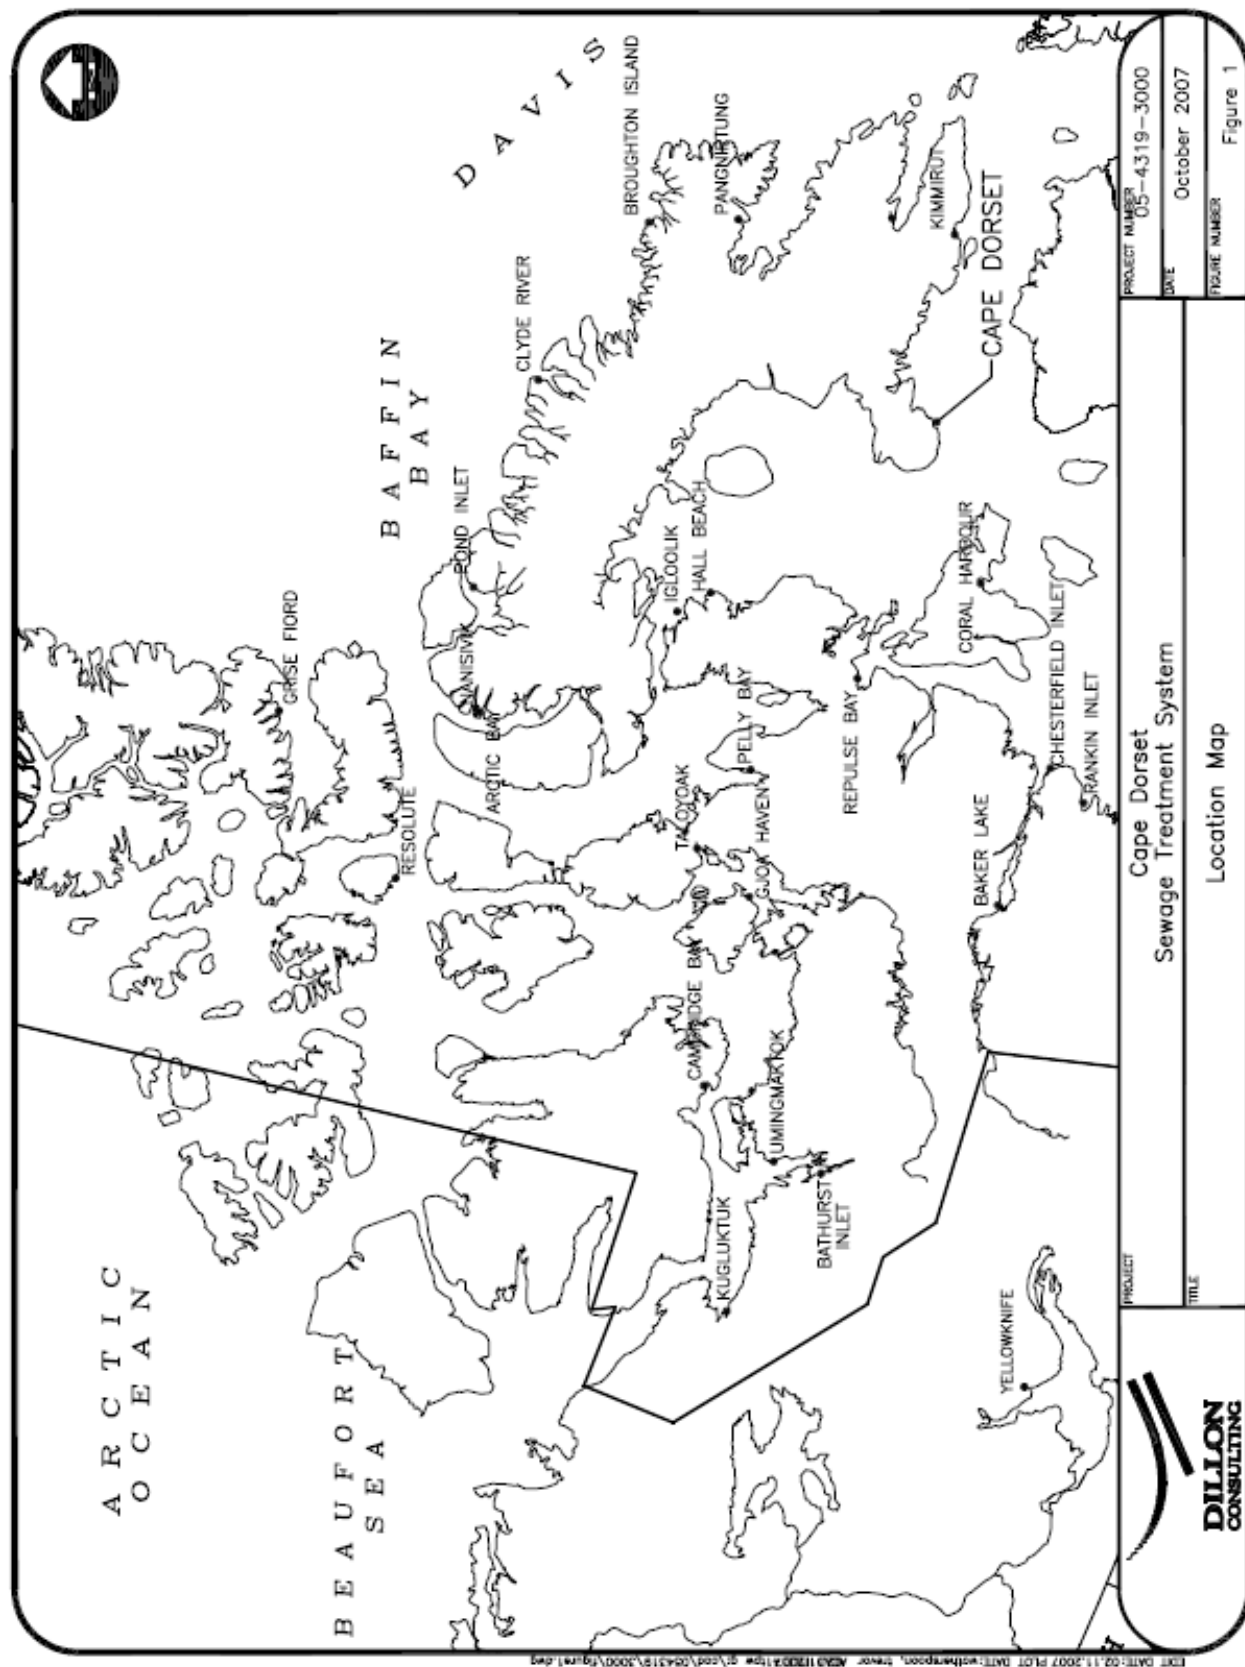 ARCTIC
OCEAN
BEAUFORT
SEA
BAFFIN
BAY
DAVIS
GRISE FIORD
RESOLUTE
NANISIVIK
ARCTIC BAY
POND INLET
CLYDE RIVER
BROUGHTON ISLAND
PANGNIRTUNG
KIMMIRUT
CAPE DORSET
IGLOOLIK
HALL BEACH
TALOYOAK
PELLY BAY
GJOA HAVEN
CAMBRIDGE BAY
UMINGMAKTOK
BATHURST
INLET
KUGLUKTUK
REPULSE BAY
CORAL HARBOUR
CHESTERFIELD INLET
RANKIN INLET
BAKER LAKE
YELLOWKNIFE
DILLON
CONSULTING
PROJECT
Cape Dorset
Sewage Treatment System
TITLE
Location Map
PROJECT NUMBER
05-4319-3000
DATE
October 2007
FIGURE NUMBER
Figure 1